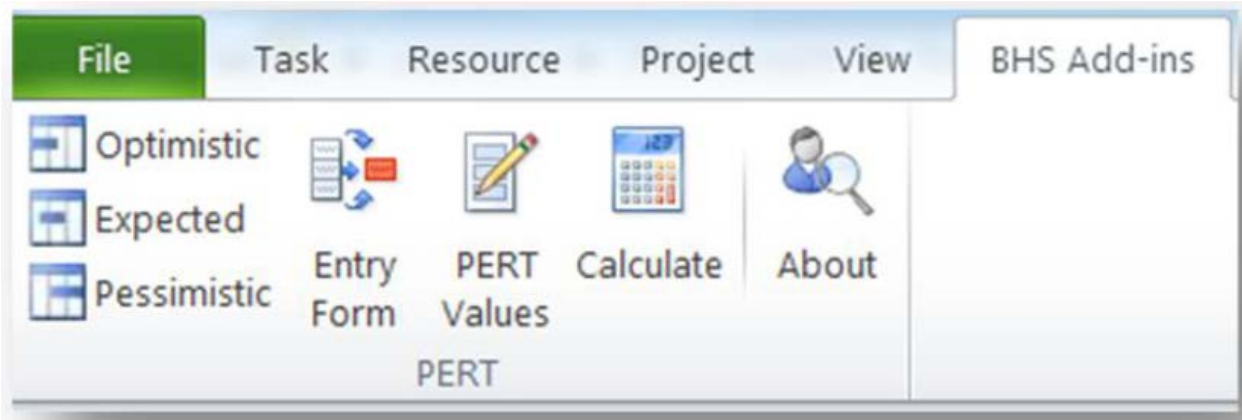 File Task Resource Project View BHS Add-ins
Optimistic
Expected
Pessimistic
Entry
Form
PERT
Values
Calculate
About
PERT